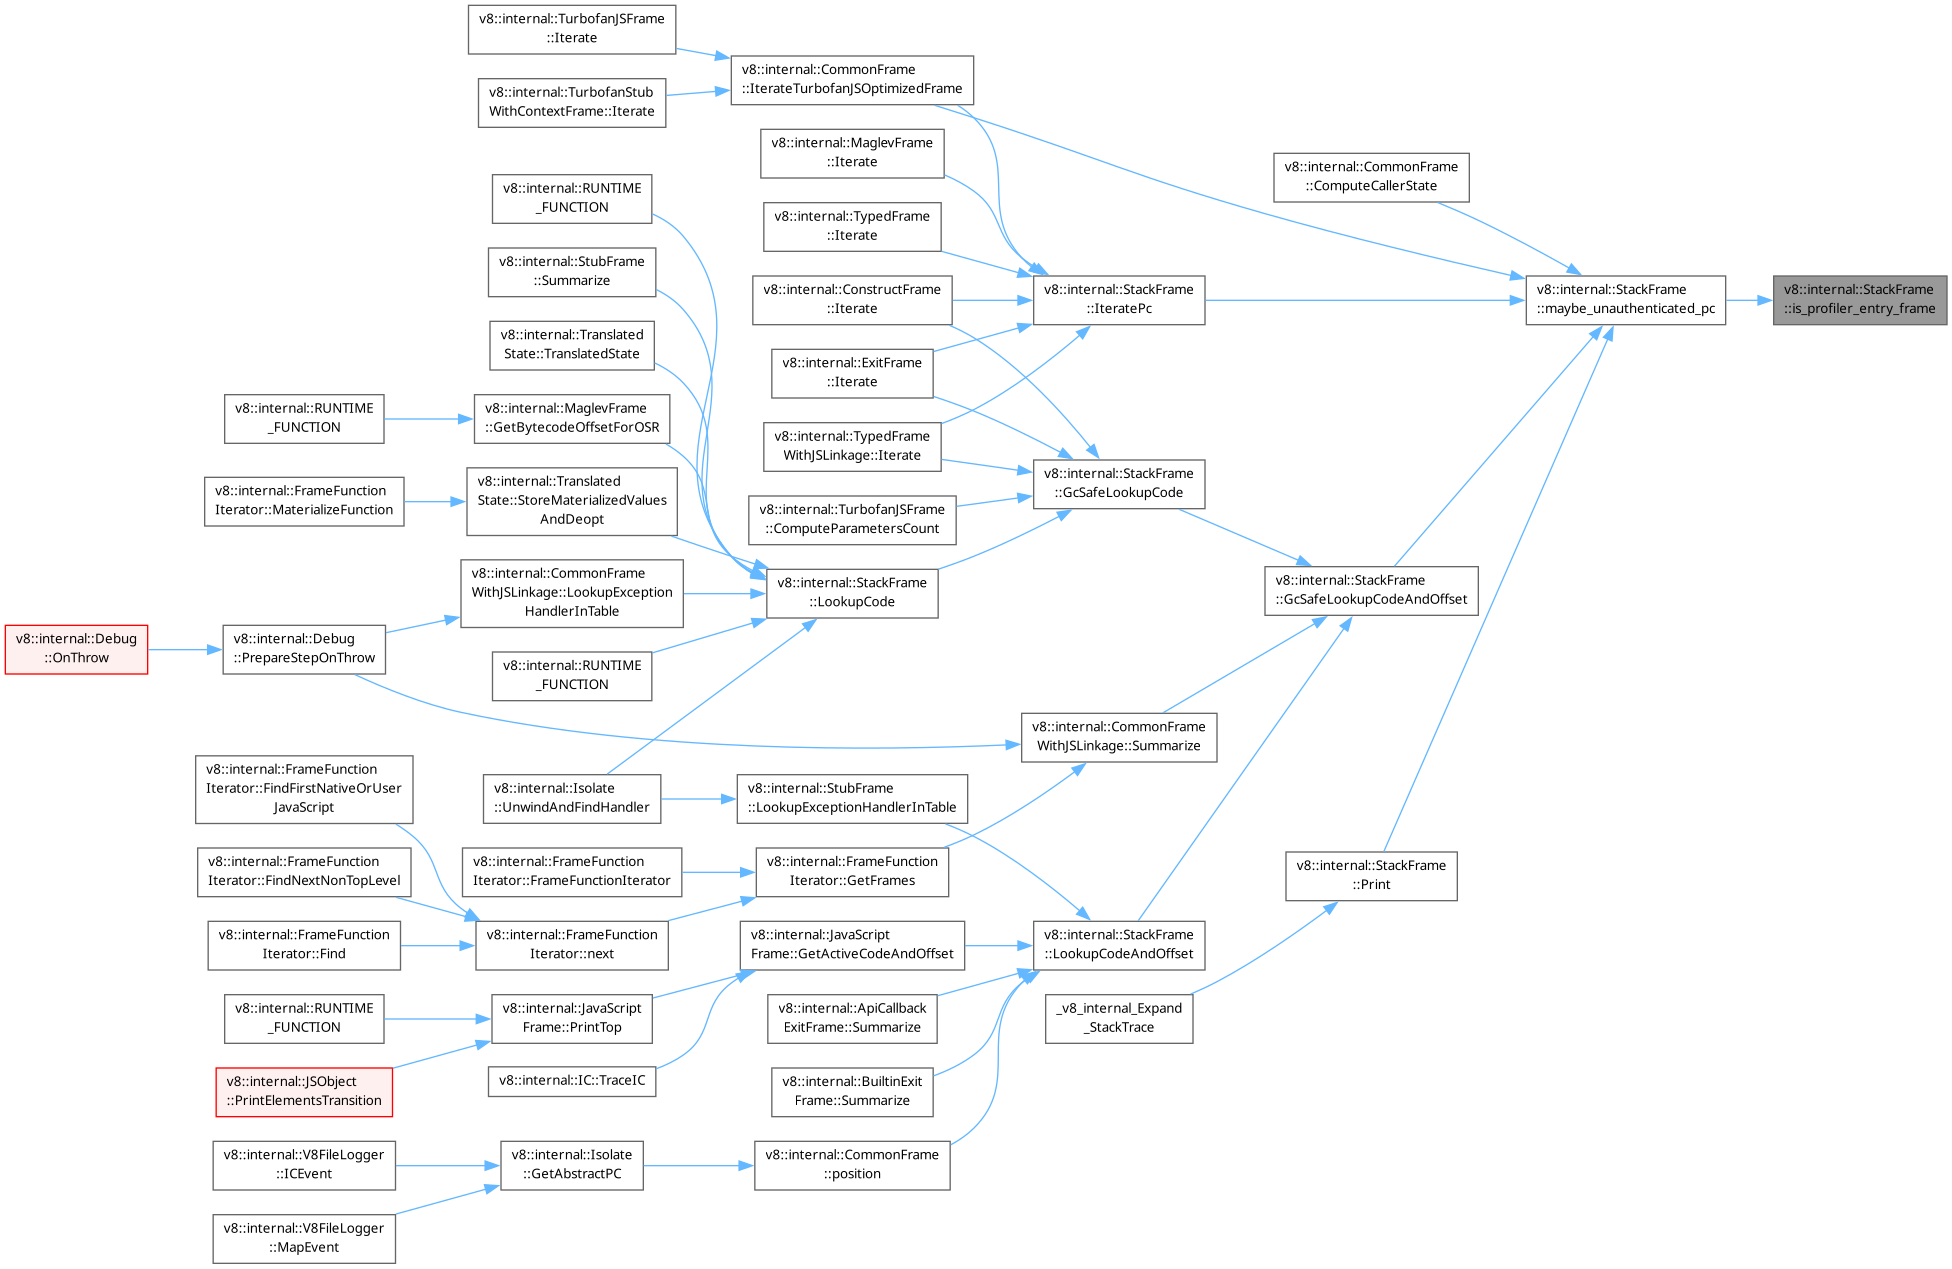 v8::internal::TurbofanJSFrame
::Iterate
v8::internal::TurbofanStub
WithContextFrame::Iterate
v8::internal::CommonFrame
::IterateTurbofanJSOptimizedFrame
v8::internal::MaglevFrame
::Iterate
v8::internal::CommonFrame
::ComputeCallerState
v8::internal::RUNTIME
_FUNCTION
v8::internal::TypedFrame
::Iterate
v8::internal::StubFrame
::Summarize
v8::internal::ConstructFrame
::Iterate
v8::internal::StackFrame
::IteratePc
v8::internal::StackFrame
::maybe_unauthenticated_pc
v8::internal::StackFrame
::is_profiler_entry_frame
v8::internal::Translated
State::TranslatedState
v8::internal::ExitFrame
::Iterate
v8::internal::RUNTIME
_FUNCTION
v8::internal::MaglevFrame
::GetBytecodeOffsetForOSR
v8::internal::TypedFrame
WithJSLinkage::Iterate
v8::internal::StackFrame
::GcSafeLookupCode
v8::internal::FrameFunction
Iterator::MaterializeFunction
v8::internal::Translated
State::StoreMaterializedValues
AndDeopt
v8::internal::TurbofanJSFrame
::ComputeParametersCount
v8::internal::CommonFrame
WithJSLinkage::LookupException
HandlerInTable
v8::internal::StackFrame
::LookupCode
v8::internal::StackFrame
::GcSafeLookupCodeAndOffset
v8::internal::Debug
::OnThrow
v8::internal::Debug
::PrepareStepOnThrow
v8::internal::RUNTIME
_FUNCTION
v8::internal::CommonFrame
WithJSLinkage::Summarize
v8::internal::FrameFunction
Iterator::FindFirstNativeOrUser
JavaScript
v8::internal::Isolate
::UnwindAndFindHandler
v8::internal::StubFrame
::LookupExceptionHandlerInTable
v8::internal::FrameFunction
Iterator::FindNextNonTopLevel
v8::internal::FrameFunction
Iterator::FrameFunctionIterator
v8::internal::FrameFunction
Iterator::GetFrames
v8::internal::StackFrame
::Print
v8::internal::FrameFunction
Iterator::Find
v8::internal::FrameFunction
Iterator::next
v8::internal::JavaScript
Frame::GetActiveCodeAndOffset
v8::internal::StackFrame
::LookupCodeAndOffset
v8::internal::RUNTIME
_FUNCTION
v8::internal::JavaScript
Frame::PrintTop
v8::internal::ApiCallback
ExitFrame::Summarize
_v8_internal_Expand
_StackTrace
v8::internal::JSObject
::PrintElementsTransition
v8::internal::IC::TraceIC
v8::internal::BuiltinExit
Frame::Summarize
v8::internal::V8FileLogger
::ICEvent
v8::internal::Isolate
::GetAbstractPC
v8::internal::CommonFrame
::position
v8::internal::V8FileLogger
::MapEvent